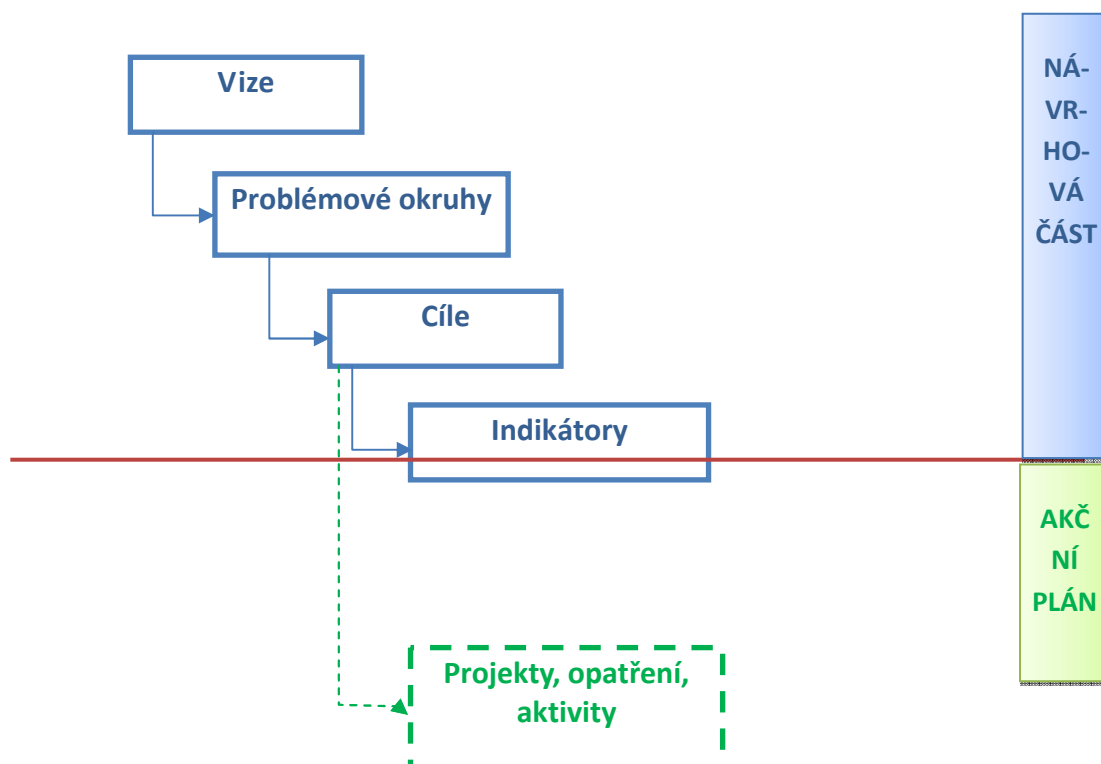 Vize
Problémové okruhy
Cíle
Indikátory
Projekty, opatření,
aktivity
NÁ-
VR-
HO-
VÁ
ČÁST
AKČ
NÍ
PLÁN